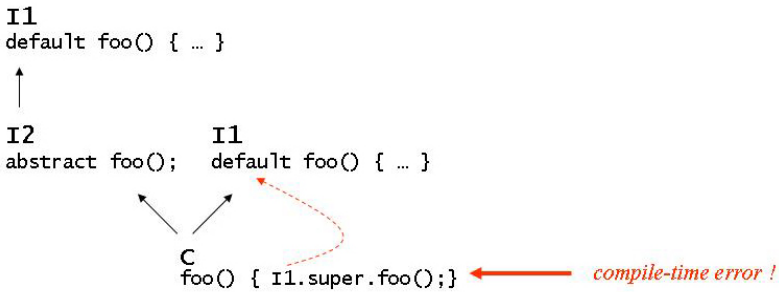 I1
default foo() { … }
I2
abstract foo();
I1
default foo() { … }
C
foo() { I1.super.foo();}
compile-time error !